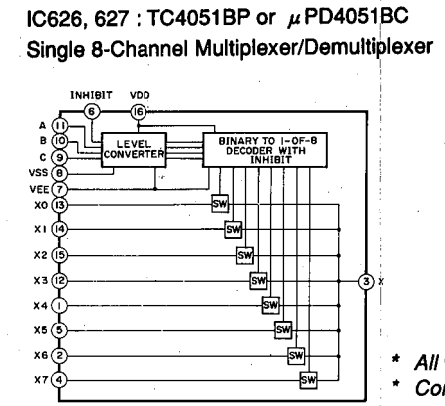 IC626, 627 : TC4051BP or μPD4051BC
Single 8-Channel Multiplexer/Demultiplexer
INHIBIT VDD
6 16
A 11
B 10
C 9
VSS 8
VEE 7
LEVEL
CONVERTER
BINARY TO 1-OF-8
DECODER WITH
INHIBIT
X0 13 SW
X1 14 SW
X2 15 SW
X3 12 SW
3 X
X4 1 SW
X5 5 SW
X6 2 SW
X7 4 SW
* All
* Col